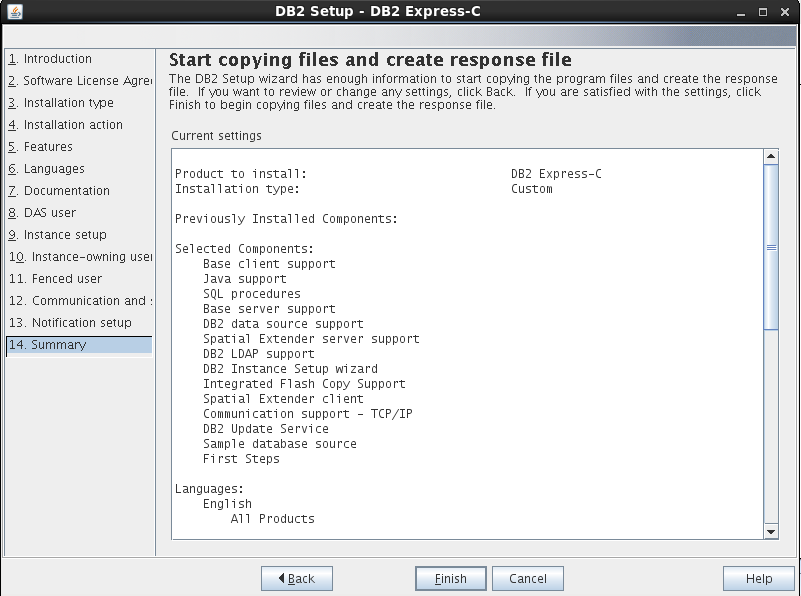 DB2 Setup - DB2 Express-C
1. Introduction
2. Software License Agre
3. Installation type
4. Installation action
5. Features
6. Languages
7. Documentation
8. DAS user
9. Instance setup
10. Instance-owning user
11. Fenced user
12. Communication and
13. Notification setup
14. Summary
Start copying files and create response file
The DB2 Setup wizard has enough information to start copying the program files and create the response
file. If you want to review or change any settings, click Back. If you are satisfied with the settings, click
Finish to begin copying files and create the response file.
Current settings
Product to install: DB2 Express-C
Installation type: Custom
Previously Installed Components:
Selected Components:
Base client support
Java support
SQL procedures
Base server support
DB2 data source support
Spatial Extender server support
DB2 LDAP support
DB2 Instance Setup wizard
Integrated Flash Copy Support
Spatial Extender client
Communication support - TCP/IP
DB2 Update Service
Sample database source
First Steps
Languages:
English
All Products
Back
Finish
Cancel
Help